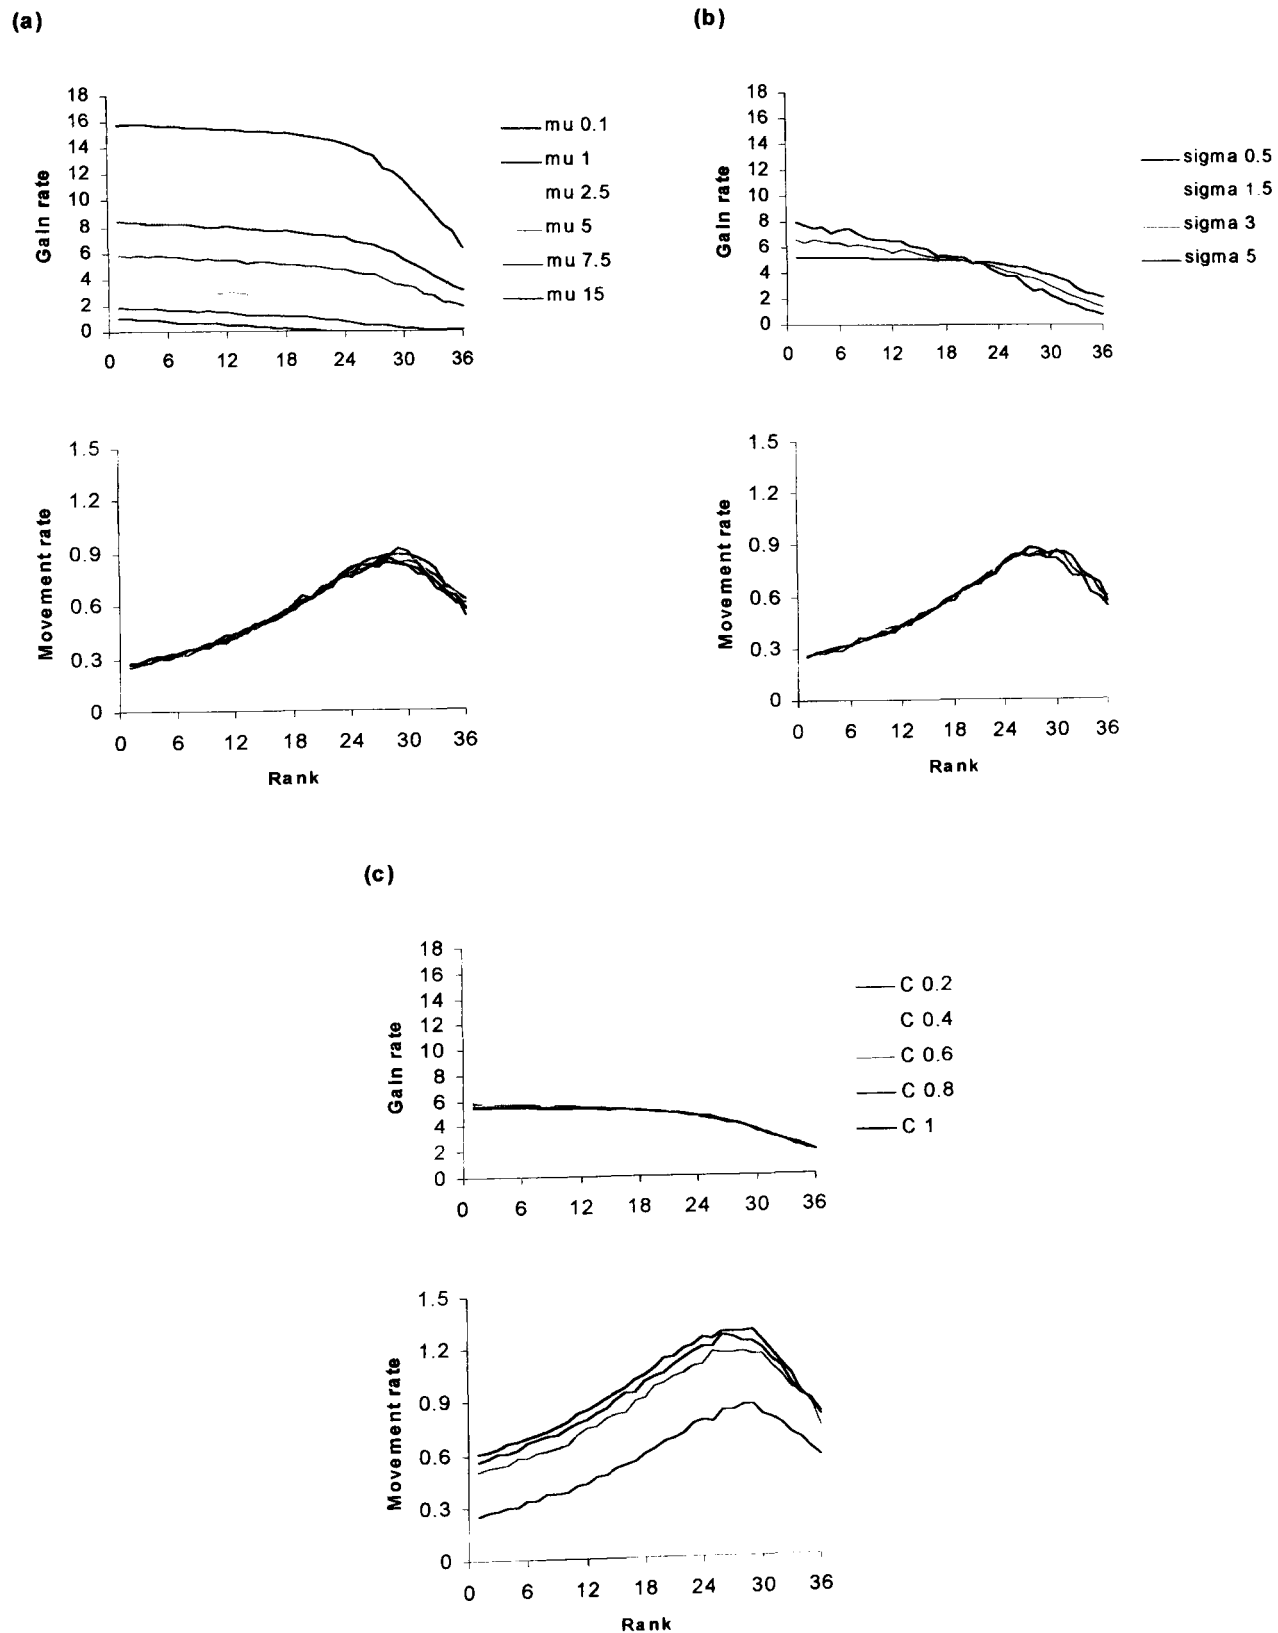 (a)
18
16
14
12
10
8
6
4
2
0
Gain rate
0 6 12 18 24 30 36
mu 0.1
mu 1
mu 2.5
mu 5
mu 7.5
mu 15
1.5
1.2
0.9
0.6
0.3
0
Movement rate
0 6 12 18 24 30 36
Rank
(b)
18
16
14
12
10
8
6
4
2
0
Gain rate
0 6 12 18 24 30 36
sigma 0.5
sigma 1.5
sigma 3
sigma 5
1.5
1.2
0.9
0.6
0.3
0
Movement rate
0 6 12 18 24 30 36
Rank
(c)
18
16
14
12
10
8
6
4
2
0
Gain rate
0 6 12 18 24 30 36
C 0.2
C 0.4
C 0.6
C 0.8
C 1
1.5
1.2
0.9
0.6
0.3
0
Movement rate
0 6 12 18 24 30 36
Rank